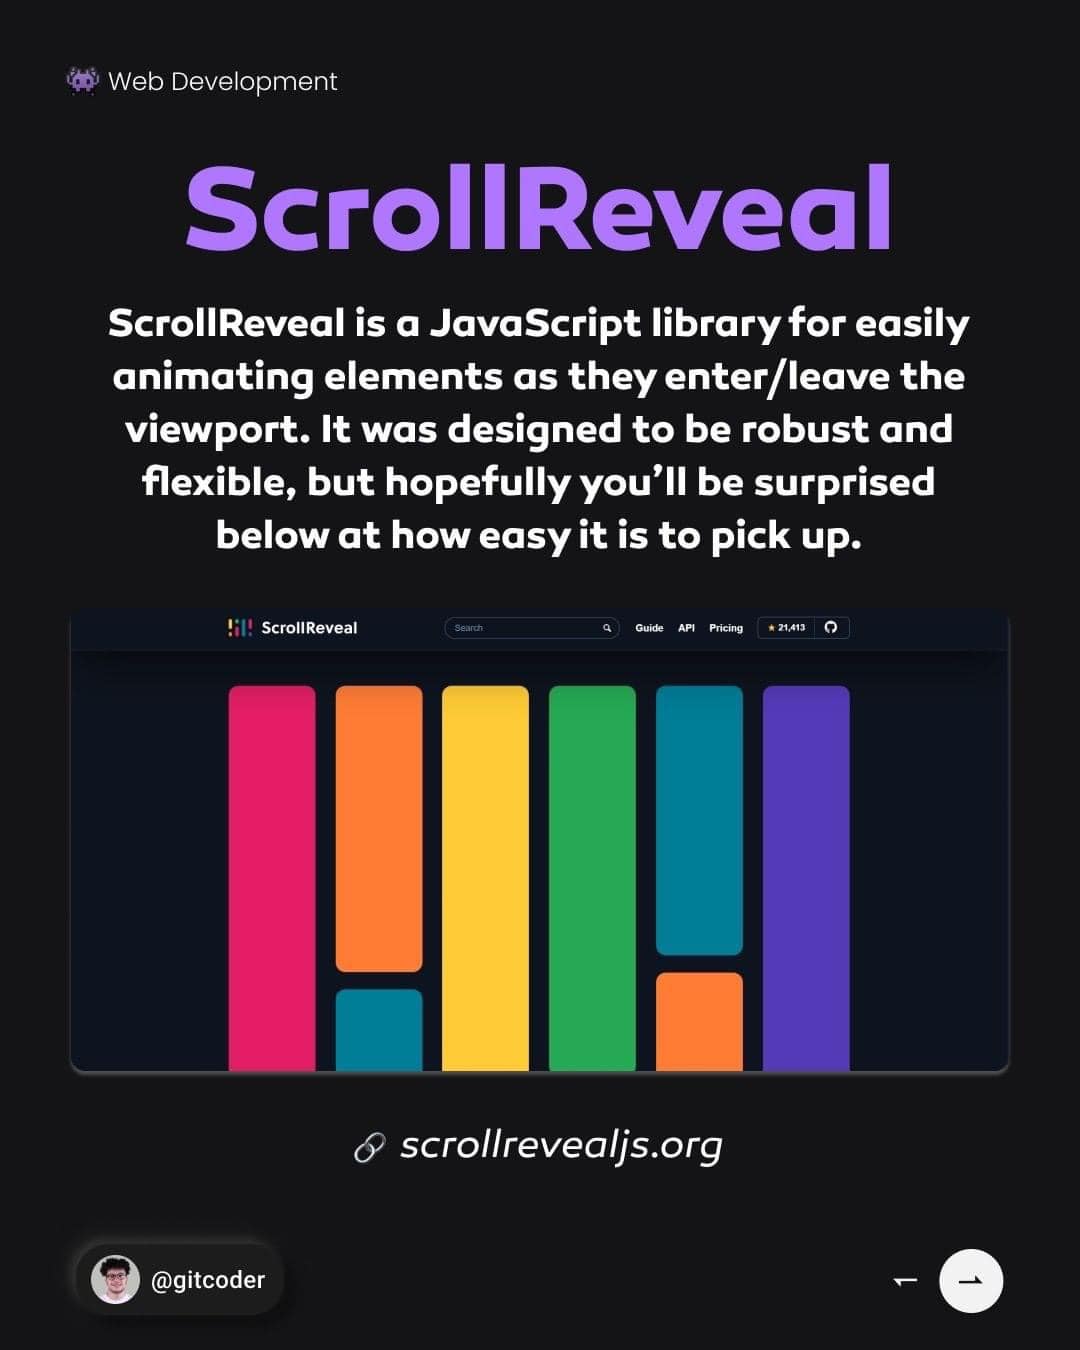 Web Development
ScrollReveal
ScrollReveal is a JavaScript library for easily
animating elements as they enter/leave the
viewport. It was designed to be robust and
flexible, but hopefully you’ll be surprised
below at how easy it is to pick up.
ScrollReveal
Search
Guide API Pricing
★ 21,413
scrollrevealjs.org
@gitcoder